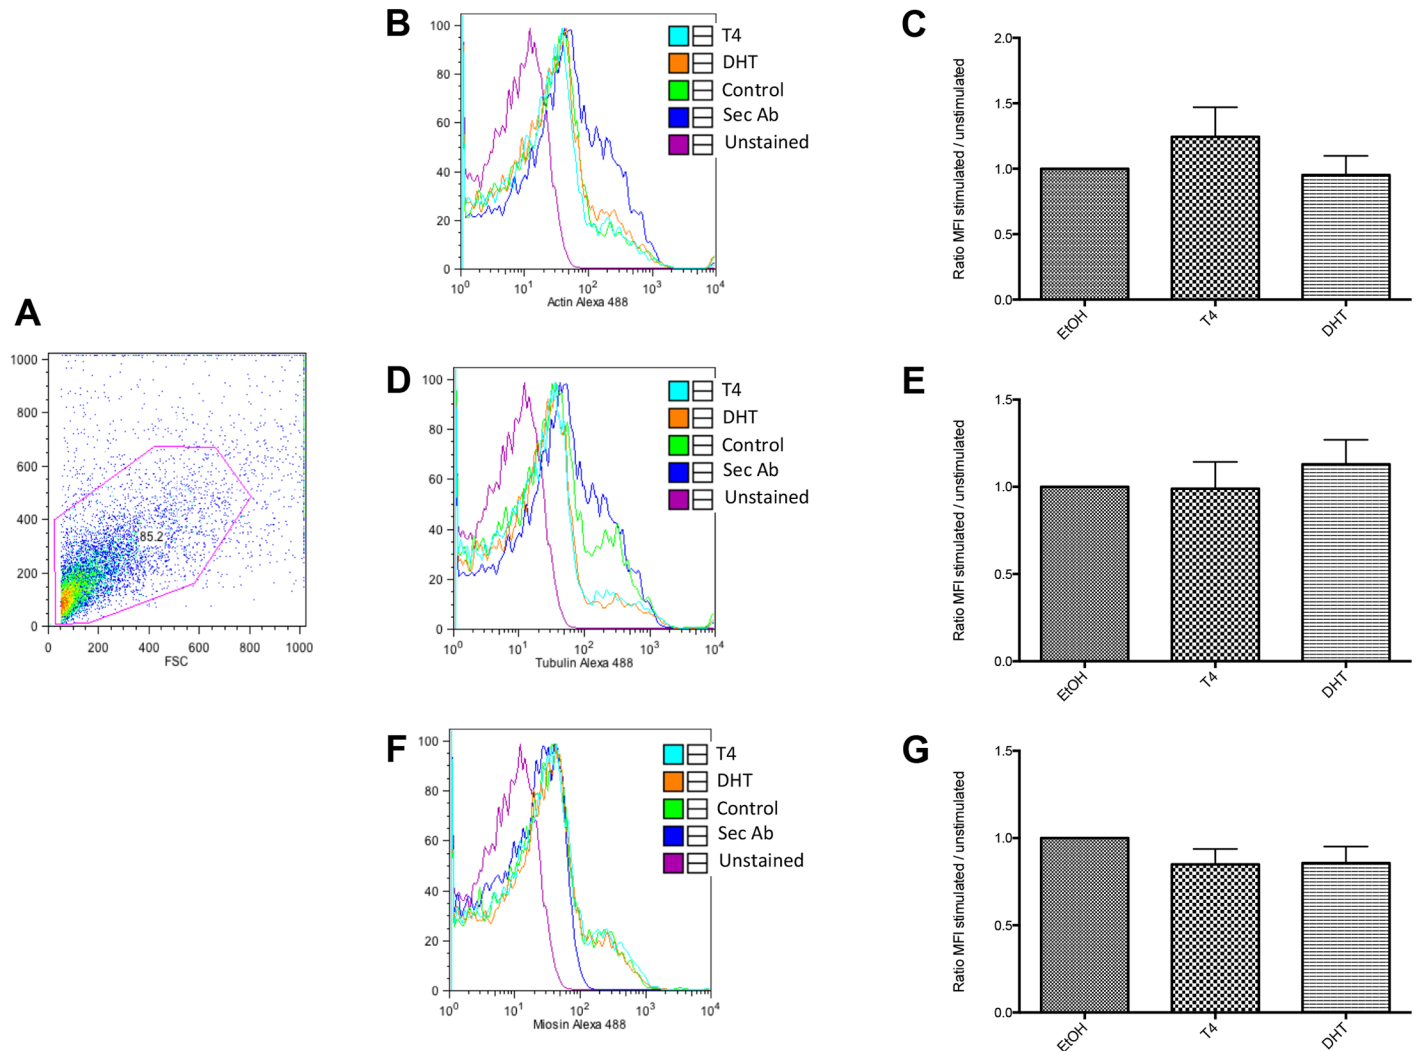 A
1000
800
600
400
200
0
85.2
0 200 400 600 800 1000
FSC
B
100
80
60
40
20
0
T4
DHT
Control
Sec Ab
Unstained
10^0 10^1 10^2 10^3 10^4
Actin Alexa 488
C
Ratio MFI stimulated / unstimulated
2.0
1.5
1.0
0.5
0.0
EtOH T4 DHT
D
100
80
60
40
20
0
T4
DHT
Control
Sec Ab
Unstained
10^0 10^1 10^2 10^3 10^4
Tubulin Alexa 488
E
Ratio MFI stimulated / unstimulated
1.5
1.0
0.5
0.0
EtOH T4 DHT
F
100
80
60
40
20
0
T4
DHT
Control
Sec Ab
Unstained
10^0 10^1 10^2 10^3 10^4
Miosin Alexa 488
G
Ratio MFI stimulated / unstimulated
1.5
1.0
0.5
0.0
EtOH T4 DHT